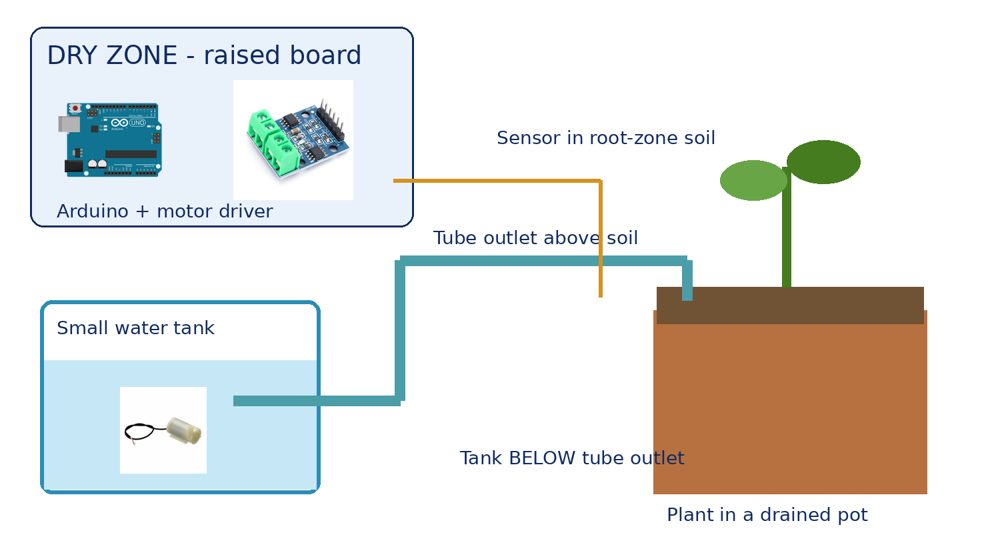 DRY ZONE - raised board
UNO
Arduino + motor driver
Sensor in root-zone soil
Tube outlet above soil
Small water tank
Tank BELOW tube outlet
Plant in a drained pot